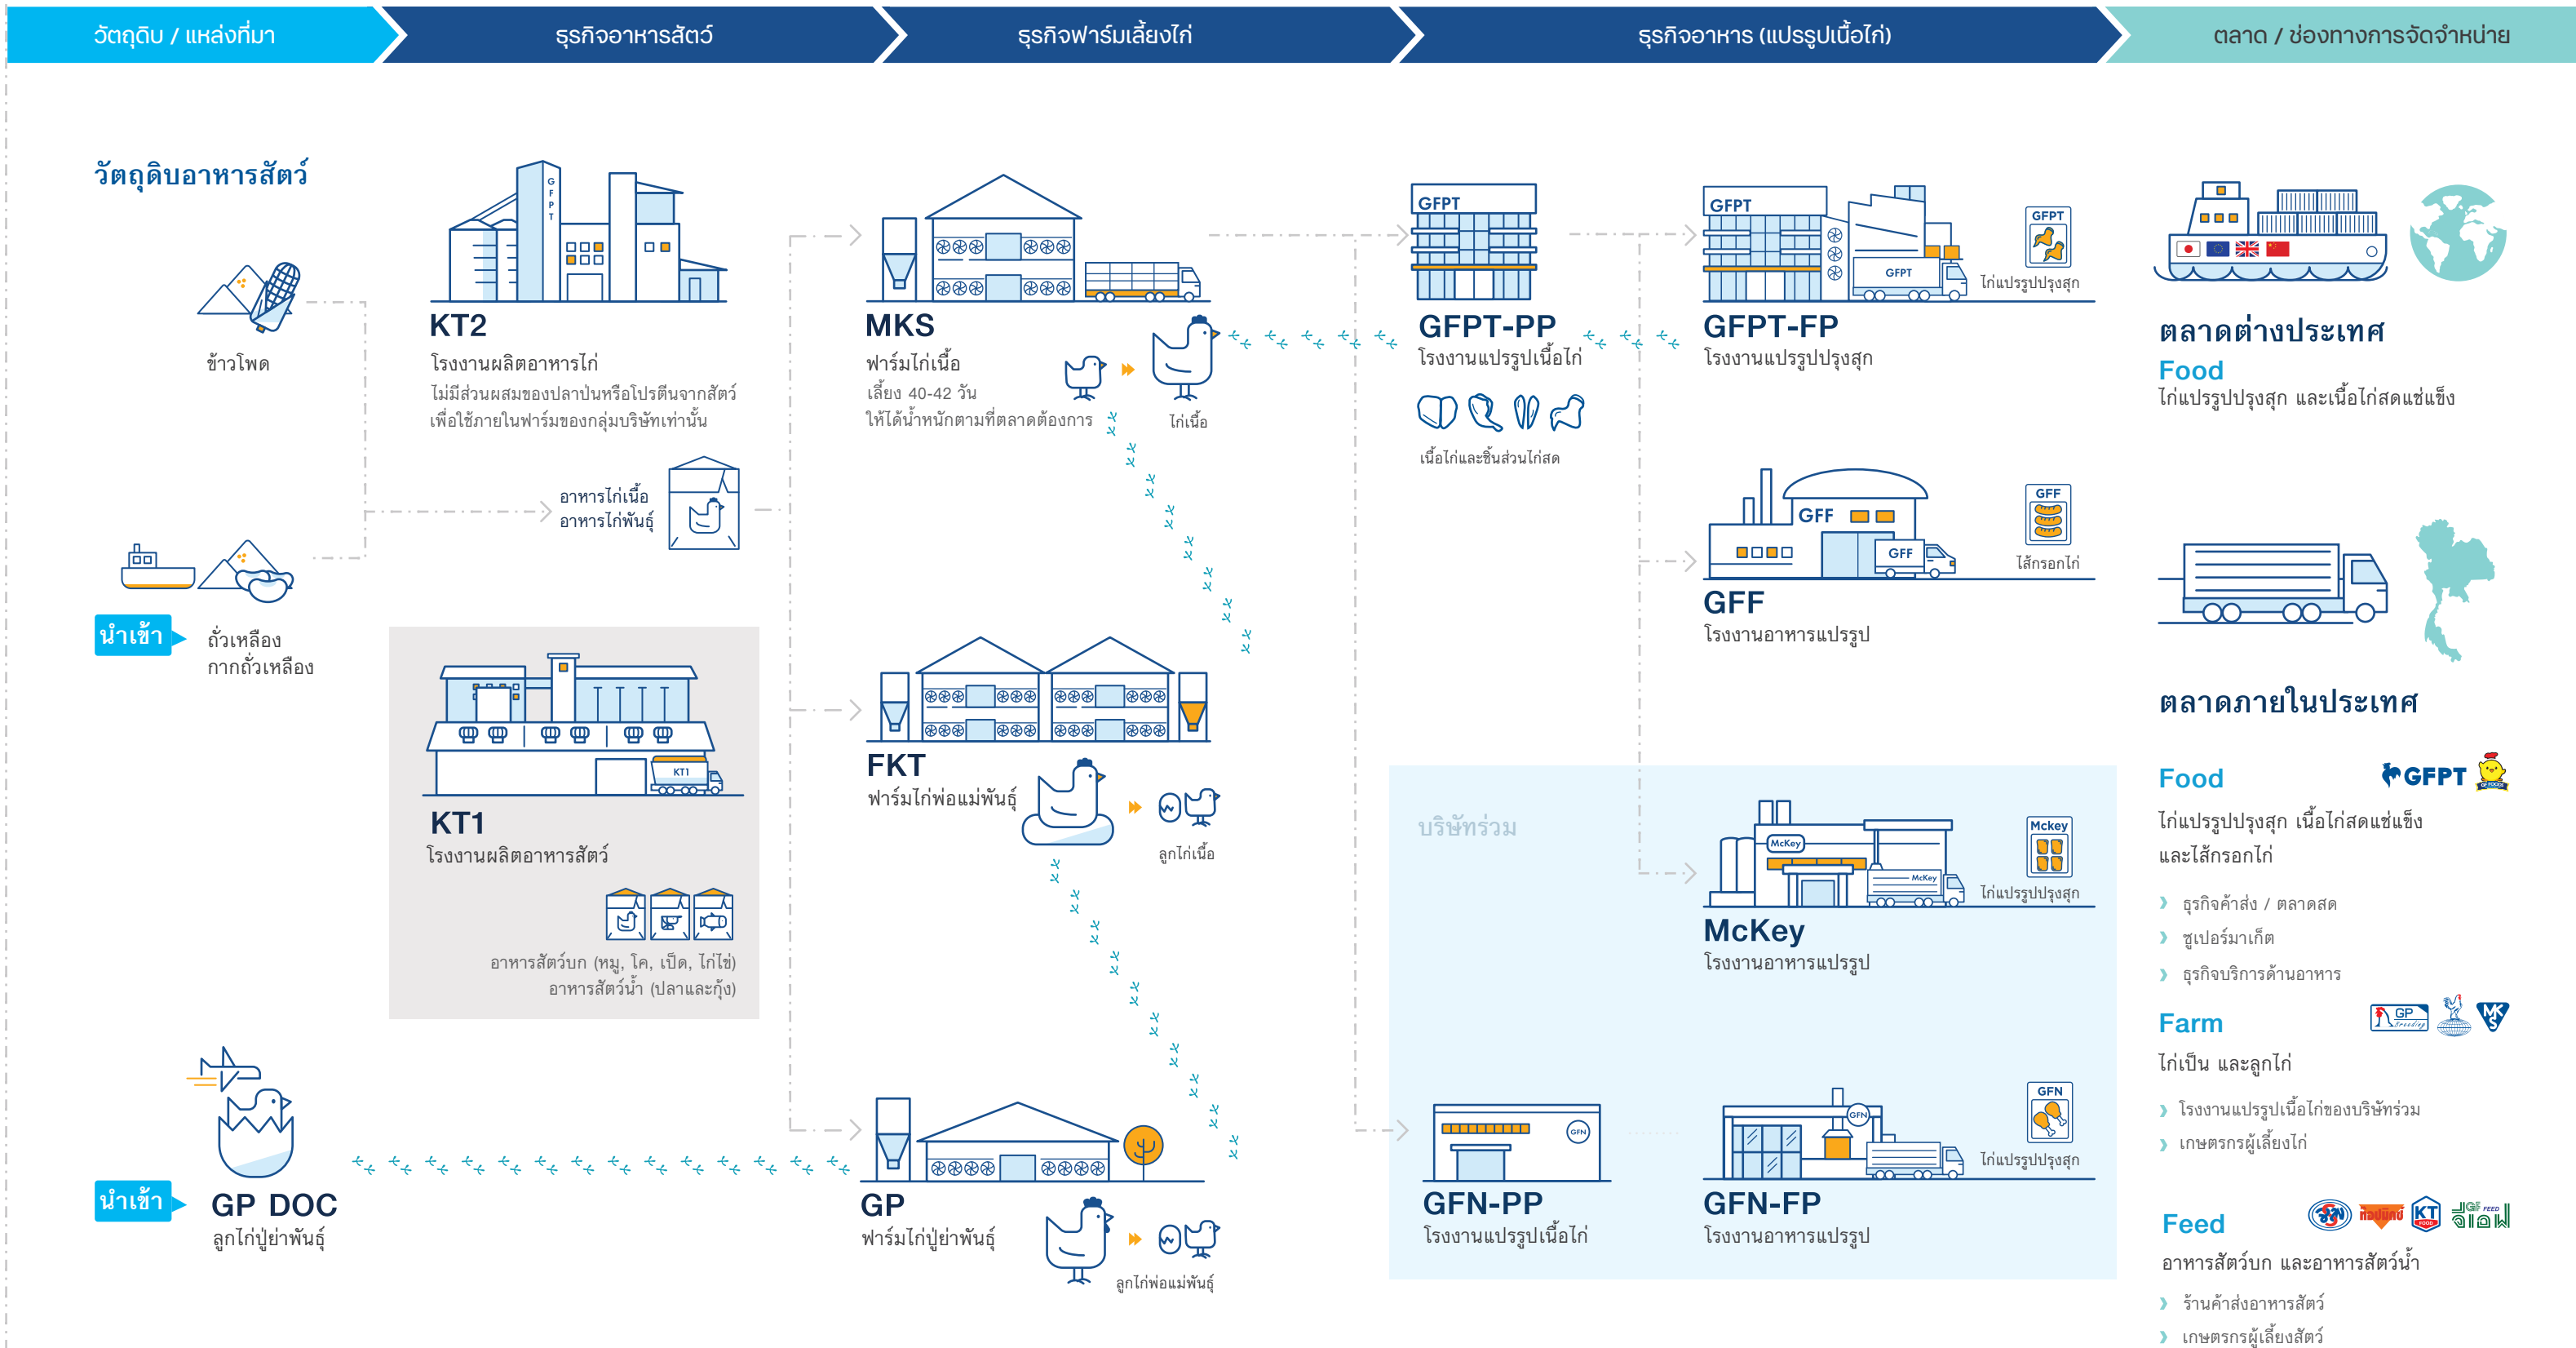 วัตถุดิบ / แหล่งที่มา
ธุรกิจอาหารสัตว์
ธุรกิจฟาร์มเลี้ยงไก่
ธุรกิจอาหาร (แปรรูปเนื้อไก่)
ตลาด / ช่องทางการจัดจำหน่าย
วัตถุดิบอาหารสัตว์
ข้าวโพด
นำเข้า
ถั่วเหลือง
กากถั่วเหลือง
นำเข้า
GP DOC
ลูกไก่ปู่ย่าพันธุ์
GFPT
KT2
โรงงานผลิตอาหารไก่
ไม่มีส่วนผสมของปลาป่นหรือโปรตีนจากสัตว์
เพื่อใช้ภายในฟาร์มของกลุ่มบริษัทเท่านั้น
อาหารไก่เนื้อ
อาหารไก่พันธุ์
KT1
KT1
โรงงานผลิตอาหารสัตว์
อาหารสัตว์บก (หมู, โค, เป็ด, ไก่ไข่)
อาหารสัตว์น้ำ (ปลาและกุ้ง)
MKS
ฟาร์มไก่เนื้อ
เลี้ยง 40-42 วัน
ให้ได้น้ำหนักตามที่ตลาดต้องการ
ไก่เนื้อ
FKT
ฟาร์มไก่พ่อแม่พันธุ์
ลูกไก่เนื้อ
GP
ฟาร์มไก่ปู่ย่าพันธุ์
ลูกไก่พ่อแม่พันธุ์
GFPT
GFPT-PP
โรงงานแปรรูปเนื้อไก่
เนื้อไก่และชิ้นส่วนไก่สด
GFPT
GFPT
GFPT
ไก่แปรรูปปรุงสุก
GFPT-FP
โรงงานแปรรูปปรุงสุก
GFF
GFF
GFF
ไส้กรอกไก่
GFF
โรงงานอาหารแปรรูป
บริษัทร่วม
McKey
McKey
Mckey
ไก่แปรรูปปรุงสุก
McKey
โรงงานอาหารแปรรูป
GFN
GFN-PP
โรงงานแปรรูปเนื้อไก่
GFN
GFN
ไก่แปรรูปปรุงสุก
GFN-FP
โรงงานอาหารแปรรูป
ตลาดต่างประเทศ
Food
ไก่แปรรูปปรุงสุก และเนื้อไก่สดแช่แข็ง
ตลาดภายในประเทศ
Food
GFPT
GP FOODS
ไก่แปรรูปปรุงสุก เนื้อไก่สดแช่แข็ง
และไส้กรอกไก่
ธุรกิจค้าส่ง / ตลาดสด
ซูเปอร์มาเก็ต
ธุรกิจบริการด้านอาหาร
Farm
GP Breeding
MKS
ไก่เป็น และลูกไก่
โรงงานแปรรูปเนื้อไก่ของบริษัทร่วม
เกษตรกรผู้เลี้ยงไก่
Feed
ท๊อปมิกซ์
KT FOOD
GF FEED
จีเอฟ
อาหารสัตว์บก และอาหารสัตว์น้ำ
ร้านค้าส่งอาหารสัตว์
เกษตรกรผู้เลี้ยงสัตว์